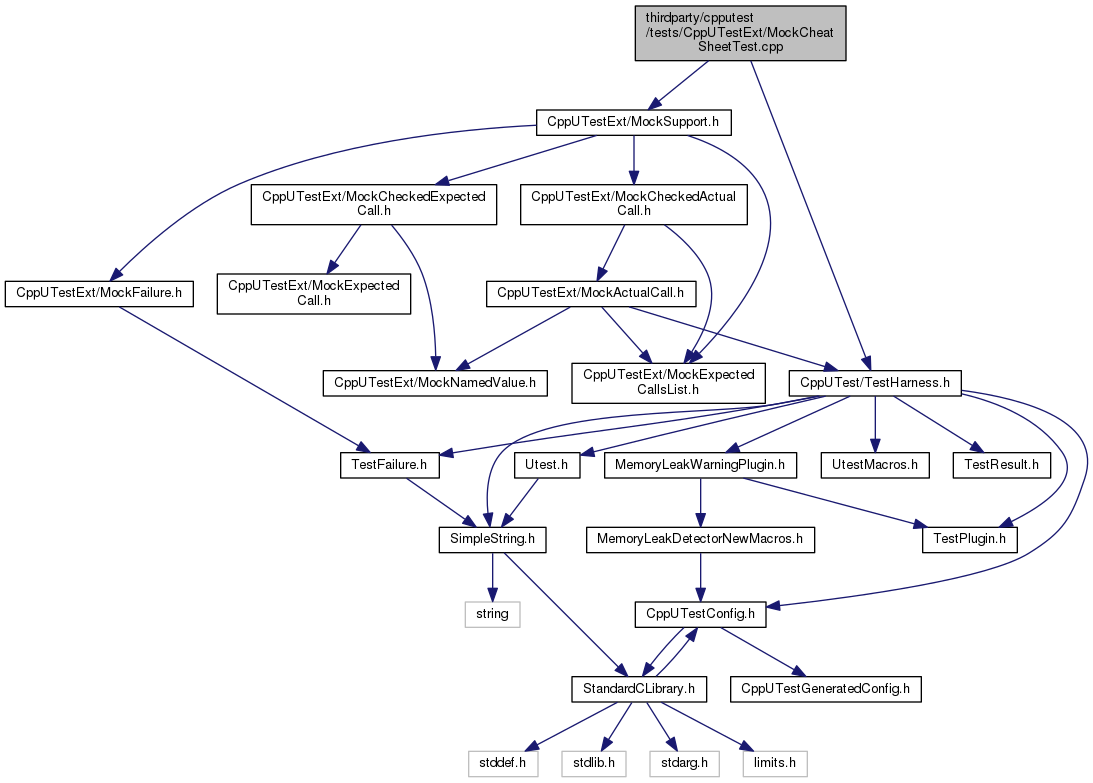 thirdparty/cpputest
/tests/CppUTestExt/MockCheat
SheetTest.cpp
CppUTestExt/MockSupport.h
CppUTestExt/MockCheckedExpected
Call.h
CppUTestExt/MockCheckedActual
Call.h
CppUTestExt/MockFailure.h
CppUTestExt/MockExpected
Call.h
CppUTestExt/MockActualCall.h
CppUTestExt/MockNamedValue.h
CppUTestExt/MockExpected
CallsList.h
CppUTest/TestHarness.h
TestFailure.h
Utest.h
MemoryLeakWarningPlugin.h
UtestMacros.h
TestResult.h
SimpleString.h
MemoryLeakDetectorNewMacros.h
TestPlugin.h
string
CppUTestConfig.h
StandardCLibrary.h
CppUTestGeneratedConfig.h
stddef.h
stdlib.h
stdarg.h
limits.h